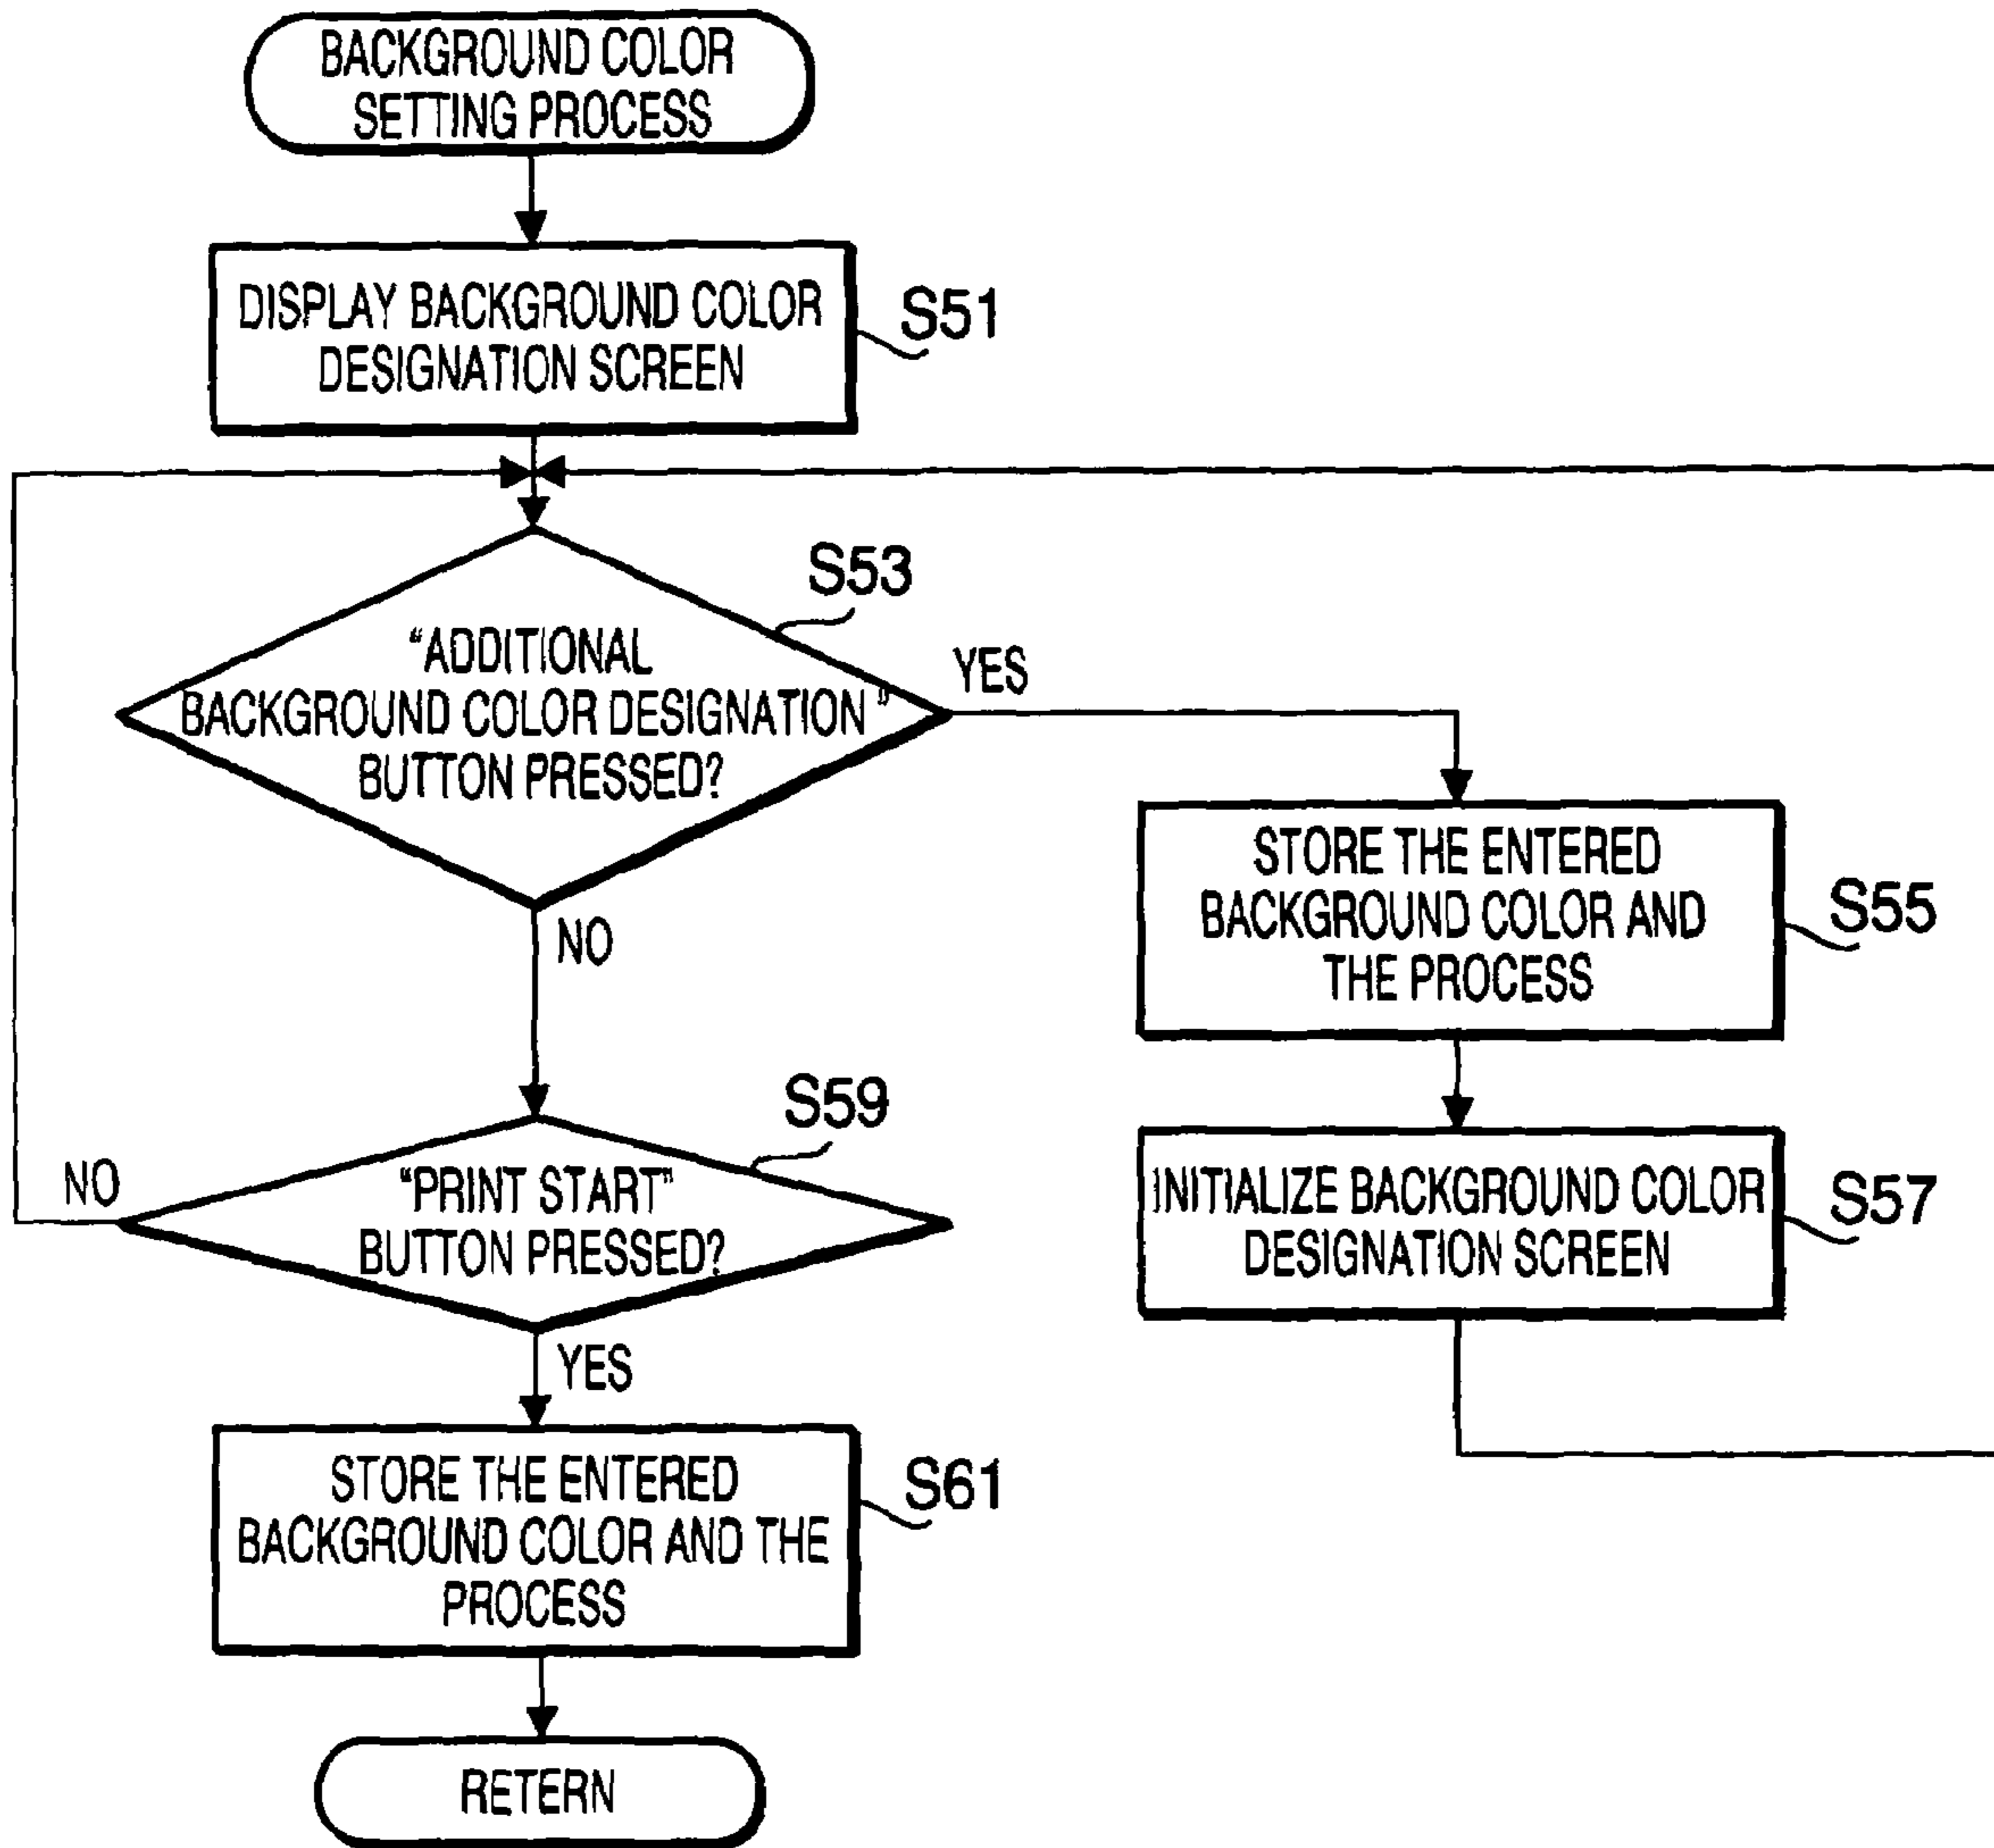 BACKGROUND COLOR
SETTING PROCESS
DISPLAY BACKGROUND COLOR
DESIGNATION SCREEN
S51
S53
"ADDITIONAL
BACKGROUND COLOR DESIGNATION"
BUTTON PRESSED?
YES
NO
STORE THE ENTERED
BACKGROUND COLOR AND
THE PROCESS
S55
INITIALIZE BACKGROUND COLOR
DESIGNATION SCREEN
S57
S59
"PRINT START"
BUTTON PRESSED?
NO
YES
STORE THE ENTERED
BACKGROUND COLOR AND THE
PROCESS
S61
RETERN